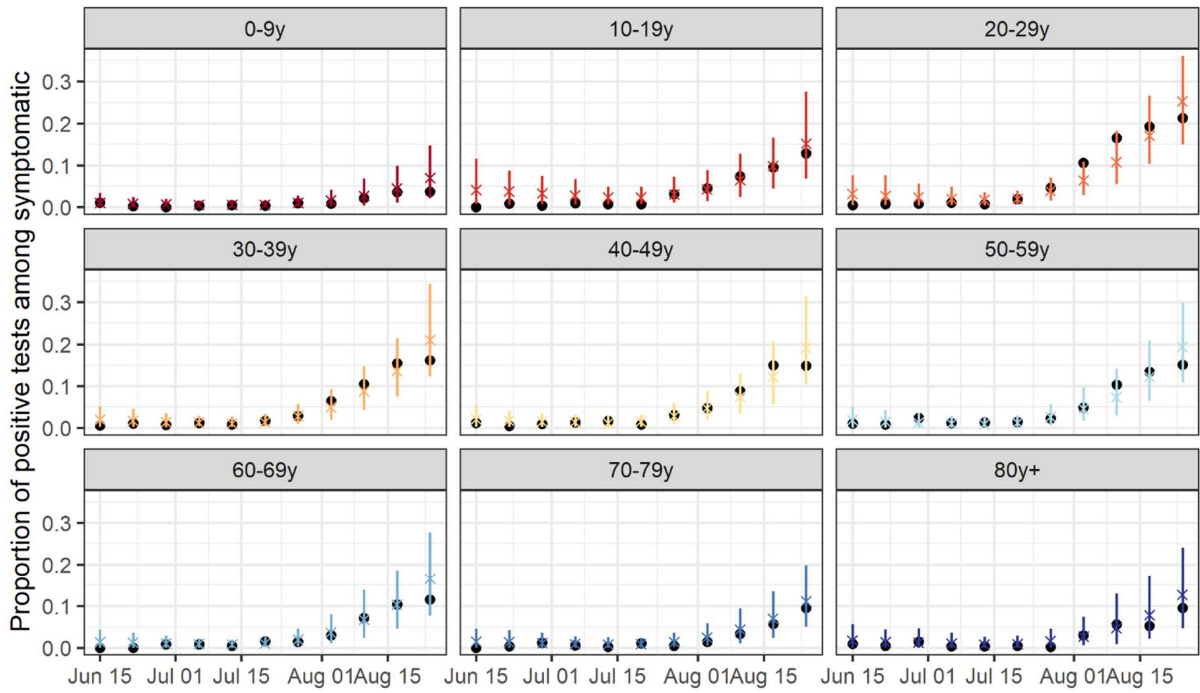 0-9y
10-19y
20-29y
0.3
0.2
0.1
0.0
30-39y
40-49y
50-59y
0.3
0.2
0.1
0.0
60-69y
70-79y
80y+
0.3
0.2
0.1
0.0
Jun 15 Jul 01 Jul 15 Aug 01 Aug 15
Jun 15 Jul 01 Jul 15 Aug 01 Aug 15
Jun 15 Jul 01 Jul 15 Aug 01 Aug 15
Proportion of positive tests among symptomatic